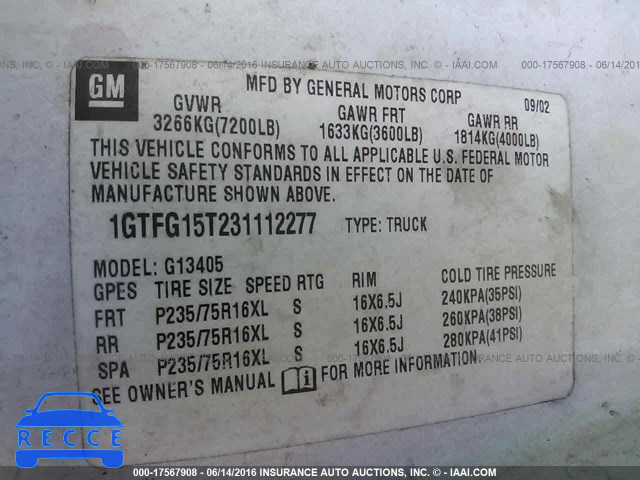 000-17567908 - 06/14/2016 INSURANCE AUTO AUCTIONS, INC. - IAAI.COM
GM
MFD BY GENERAL MOTORS CORP
09/02
GVWR GAWR FRT GAWR RR
3266KG(7200LB) 1633KG(3600LB) 1814KG(4000LB)
THIS VEHICLE CONFORMS TO ALL APPLICABLE U.S. FEDERAL MOTOR
VEHICLE SAFETY STANDARDS IN EFFECT ON THE DATE OF
MANUFACTURE SHOWN ABOVE.
1GTFG15T231112277 TYPE: TRUCK
MODEL: G13405
GPES TIRE SIZE SPEED RTG RIM COLD TIRE PRESSURE
FRT P235/75R16XL S 16X6.5J 240KPA(35PSI)
RR P235/75R16XL S 16X6.5J 260KPA(38PSI)
SPA P235/75R16XL S 16X6.5J 280KPA(41PSI)
SEE OWNER'S MANUAL FOR MORE INFORMATION.
RECCE
000-17567908 - 06/14/2016 INSURANCE AUTO AUCTIONS, INC. - IAAI.COM